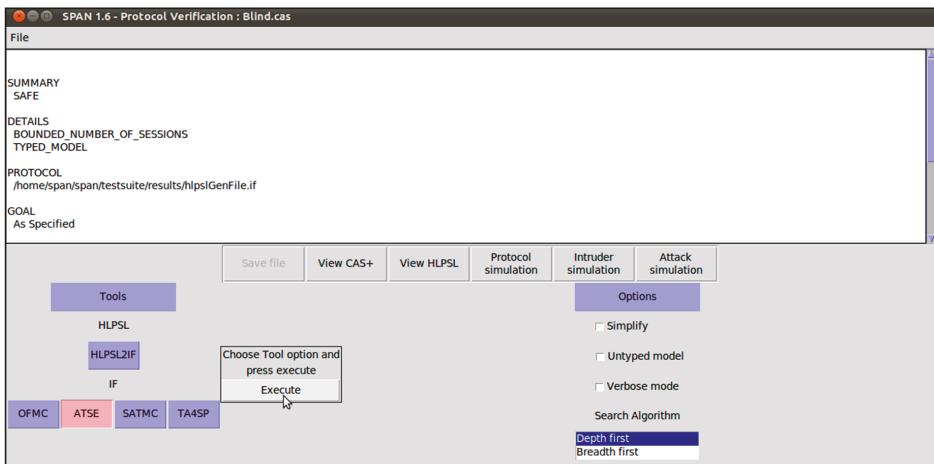 SPAN 1.6 - Protocol Verification : Blind.cas
File
SUMMARY
SAFE
DETAILS
BOUNDED_NUMBER_OF_SESSIONS
TYPED_MODEL
PROTOCOL
/home/span/span/testsuite/results/hlpslGenFile.if
GOAL
As Specified
Save file
View CAS+
View HLPSL
Protocol
simulation
Intruder
simulation
Attack
simulation
Tools
HLPSL
HLPSL2IF
IF
OFMC
ATSE
SATMC
TA4SP
Choose Tool option and
press execute
Execute
Options
Simplify
Untyped model
Verbose mode
Search Algorithm
Depth first
Breadth first